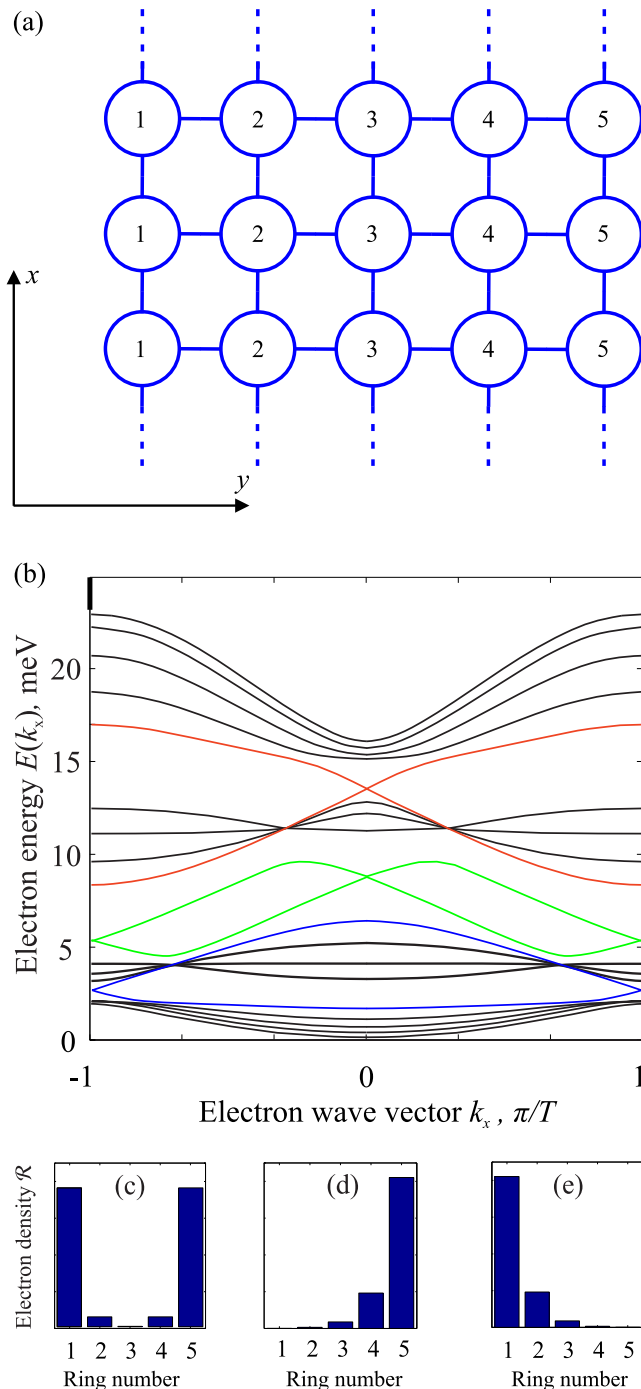 (a)
1 2 3 4 5
1 2 3 4 5
x
1 2 3 4 5
y
(b)
Electron energy E(kₓ), meV
20
15
10
5
0
-1 0 1
Electron wave vector kₓ , π/T
Electron density ℛ
(c)
1 2 3 4 5
Ring number
(d)
1 2 3 4 5
Ring number
(e)
1 2 3 4 5
Ring number